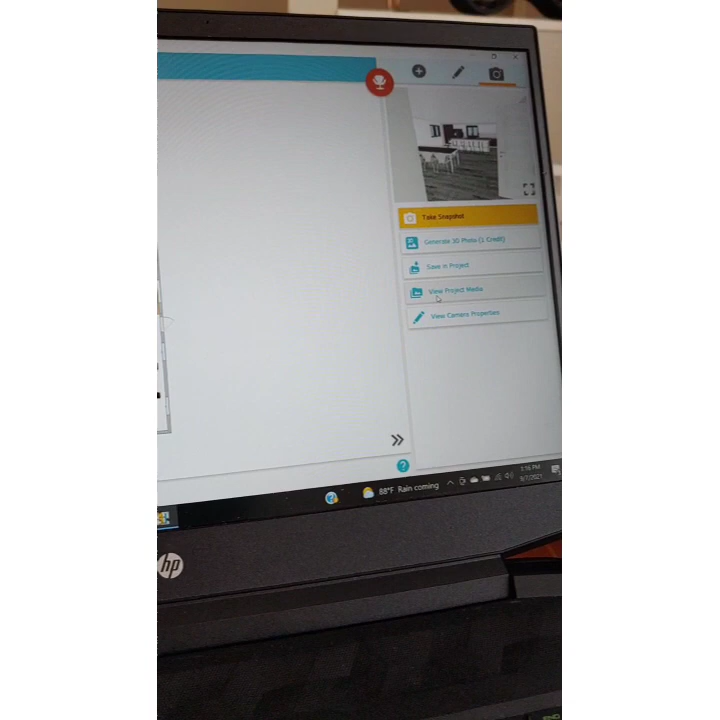 Take Snapshot
Generate 3D Photo (1 Credit)
Save in Project
View Project Media
View Camera Properties
?
88°F Rain coming
hp